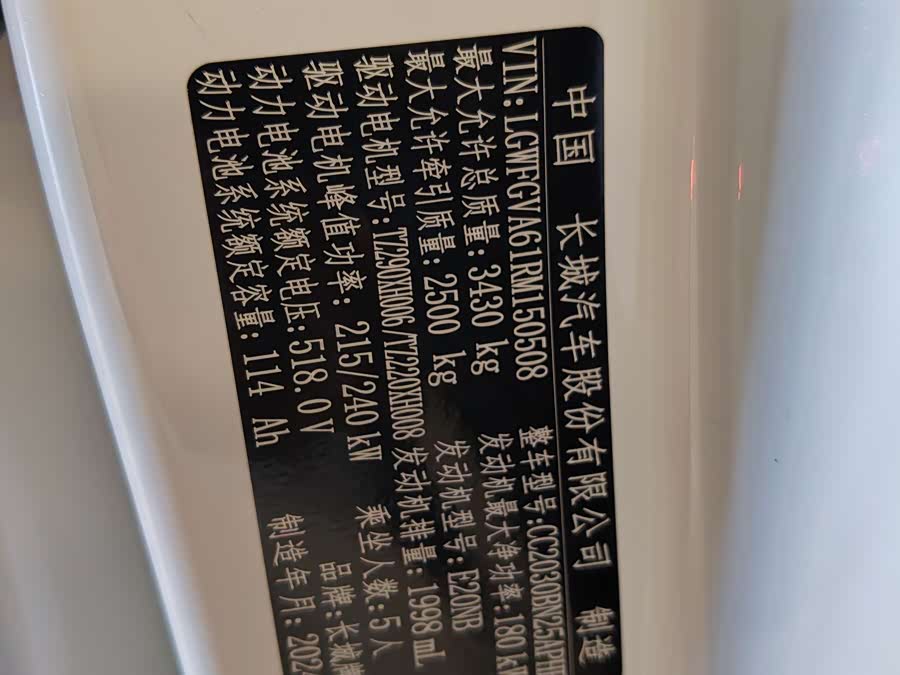 中国 长城汽车股份有限公司 制造
VIN:LGWFGVA61RM150508 整车型号:CC2030BN25APH
最大允许总质量:3430 kg 发动机最大净功率:180 k
最大允许牵引质量:2500 kg 发动机型号:E20NB
驱动电机型号:TZ290XH006/TZ220XH008 发动机排量:1998 mL
驱动电机峰值功率:215/240 kW 乘坐人数:5人
动力电池系统额定电压:518.0V 品牌:长城牌
动力电池系统额定容量:114 Ah 制造年月:202